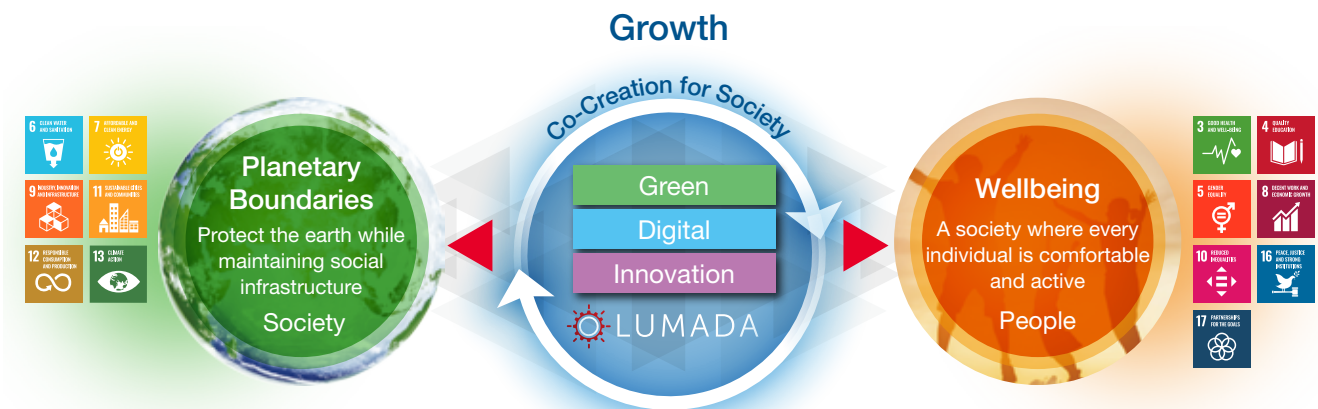 Growth
Co-Creation for Society
6 CLEAN WATER
AND SANITATION
7 AFFORDABLE AND
CLEAN ENERGY
9 INDUSTRY, INNOVATION
AND INFRASTRUCTURE
11 SUSTAINABLE CITIES
AND COMMUNITIES
12 RESPONSIBLE
CONSUMPTION
AND PRODUCTION
13 CLIMATE
ACTION
Planetary
Boundaries
Protect the earth while
maintaining social
infrastructure
Society
Green
Digital
Innovation
LUMADA
Wellbeing
A society where every
individual is comfortable
and active
People
3 GOOD HEALTH
AND WELL-BEING
4 QUALITY
EDUCATION
5 GENDER
EQUALITY
8 DECENT WORK AND
ECONOMIC GROWTH
10 REDUCED
INEQUALITIES
16 PEACE, JUSTICE
AND STRONG
INSTITUTIONS
17 PARTNERSHIPS
FOR THE GOALS